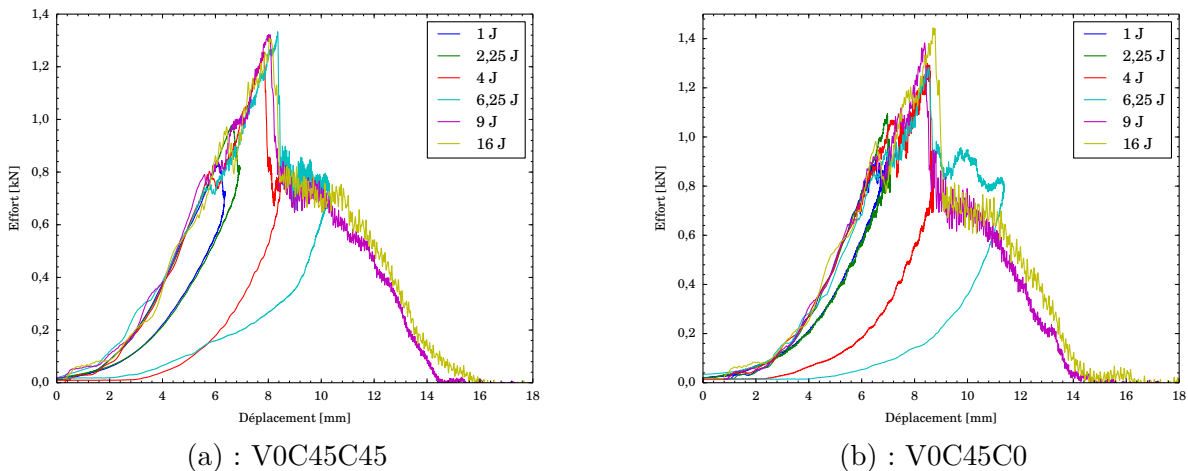 1,4
1,2
1,0
0,8
0,6
0,4
0,2
0,0
Effort [kN]
0 2 4 6 8 10 12 14 16 18
Déplacement [mm]
1 J
2,25 J
4 J
6,25 J
9 J
16 J
(a) : V0C45C45
1,4
1,2
1,0
0,8
0,6
0,4
0,2
0,0
Effort [kN]
0 2 4 6 8 10 12 14 16 18
Déplacement [mm]
1 J
2,25 J
4 J
6,25 J
9 J
16 J
(b) : V0C45C0